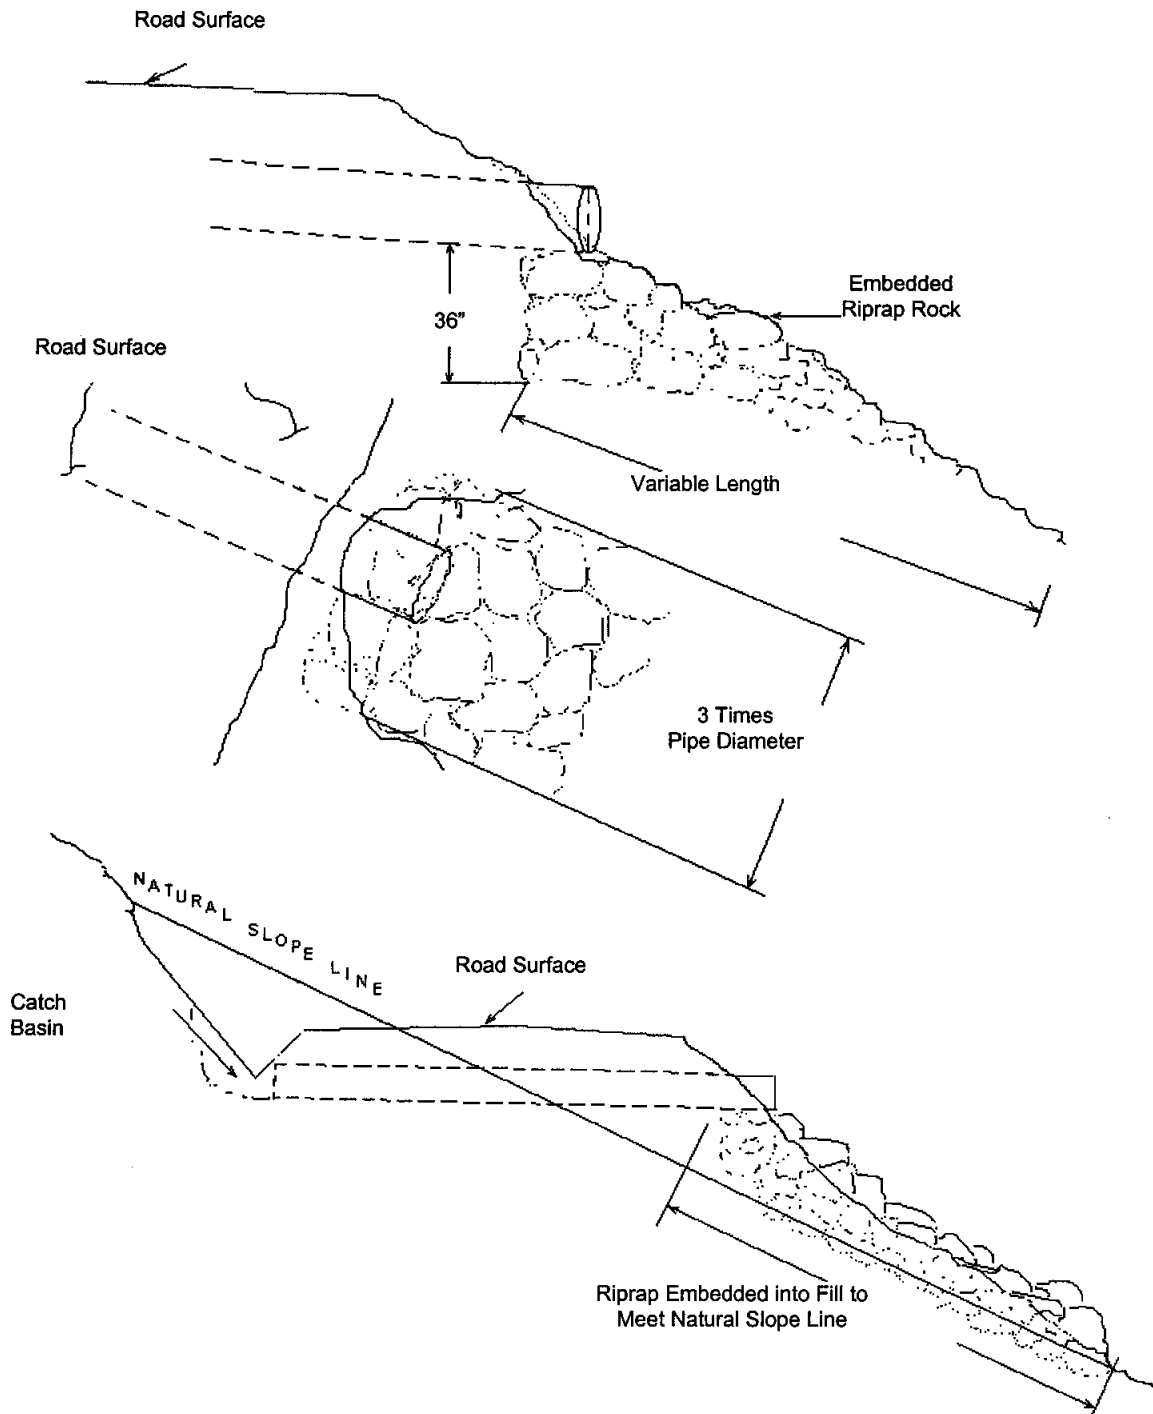 Road Surface
Embedded
Riprap Rock
36"
Road Surface
Variable Length
3 Times
Pipe Diameter
NATURAL SLOPE LINE
Road Surface
Catch
Basin
Riprap Embedded into Fill to
Meet Natural Slope Line